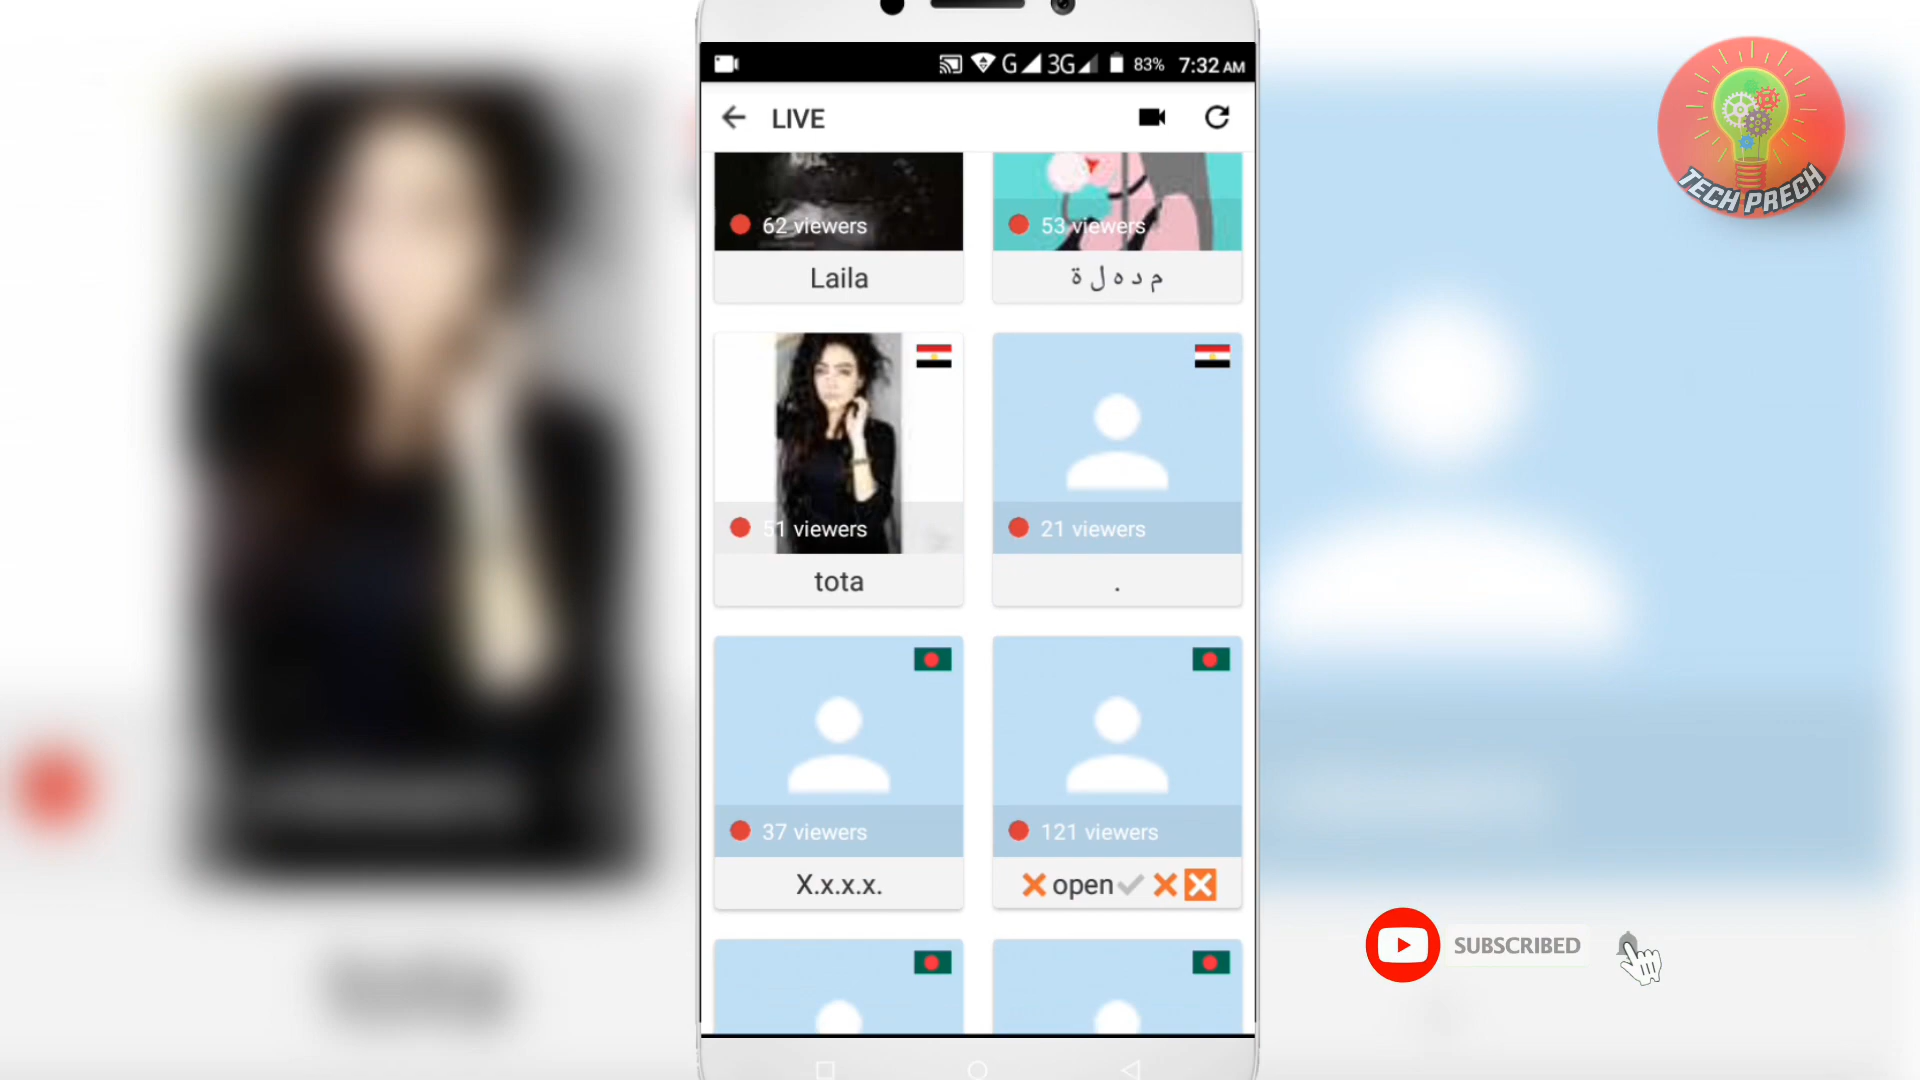 G 3G 83% 7:32 AM
LIVE
TECH PRECH
62 viewers
53 viewers
Laila
م د ه ل ة
51 viewers
21 viewers
tota
.
37 viewers
121 viewers
X.x.x.x.
❌ open✔ ❌ ❎
SUBSCRIBED